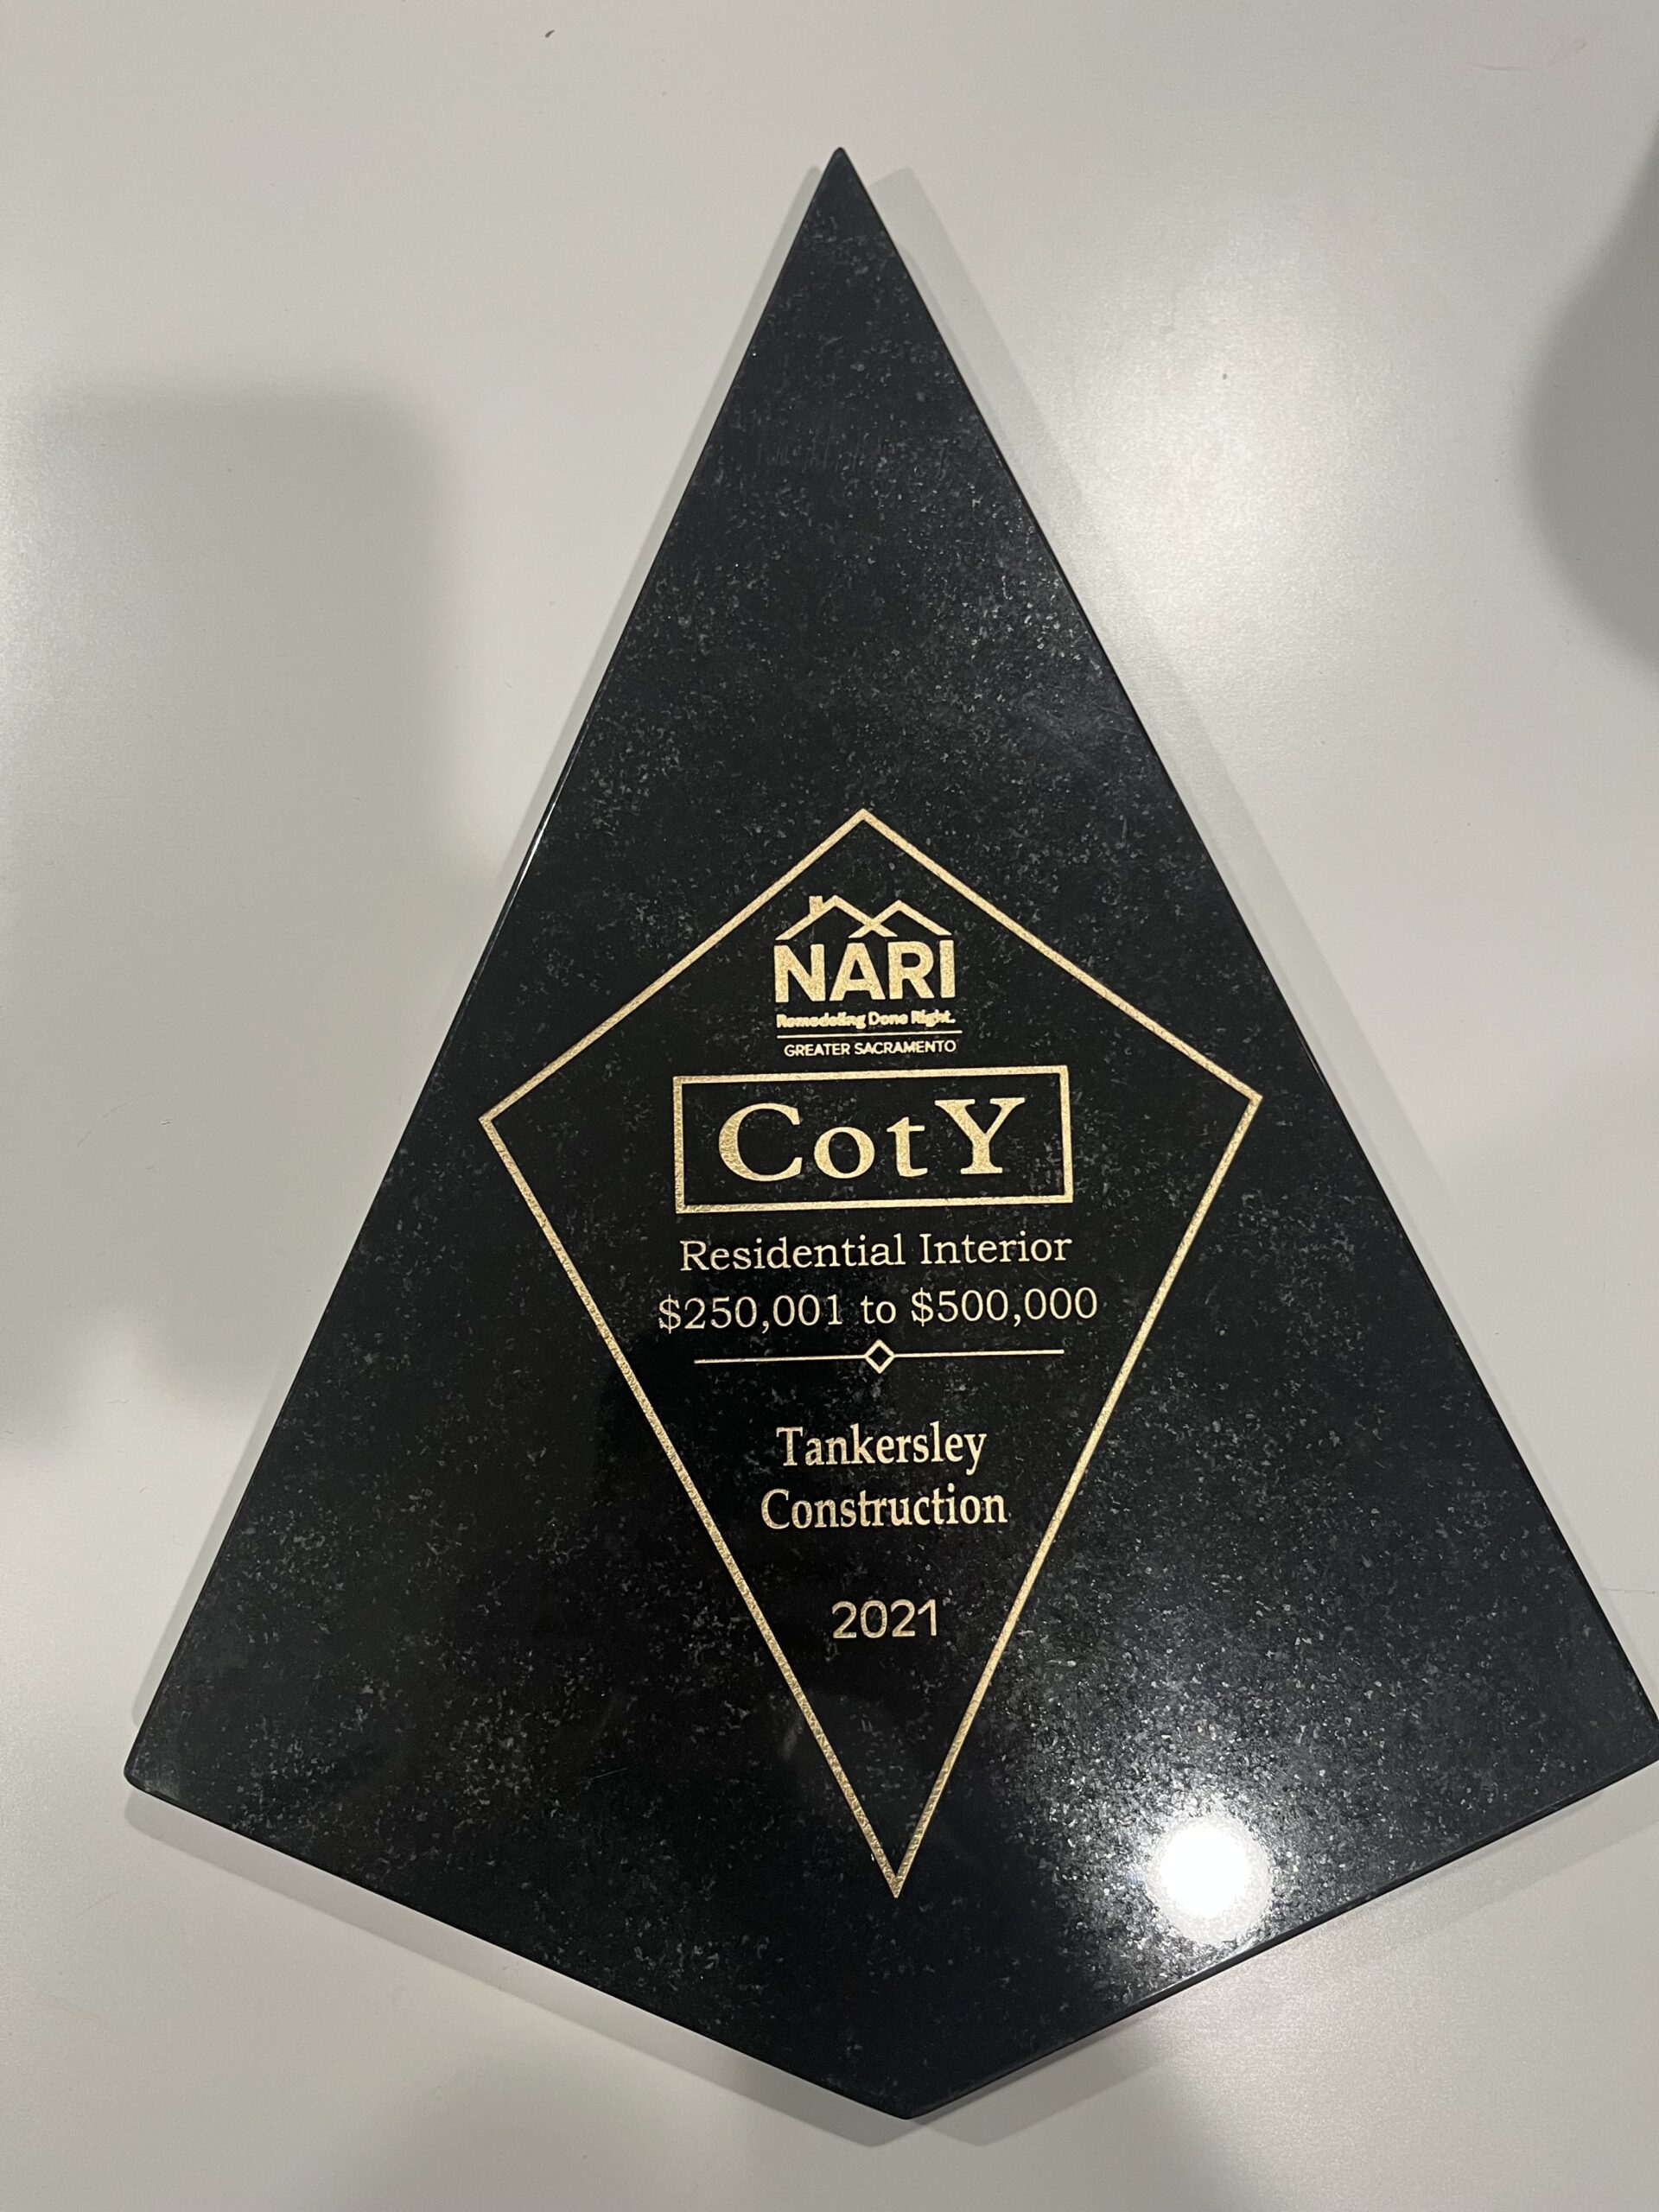 NARI
Remodeling Done Right.
GREATER SACRAMENTO
CotY
Residential Interior
$250,001 to $500,000
Tankersley
Construction
2021